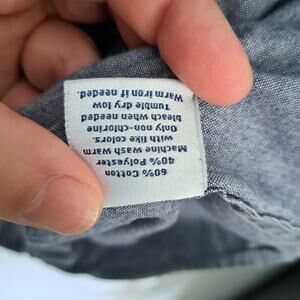 60% Cotton
40% Polyester
Machine wash warm
with like colors.
Only non-chlorine
bleach when needed
Tumble dry low
Warm iron if needed.